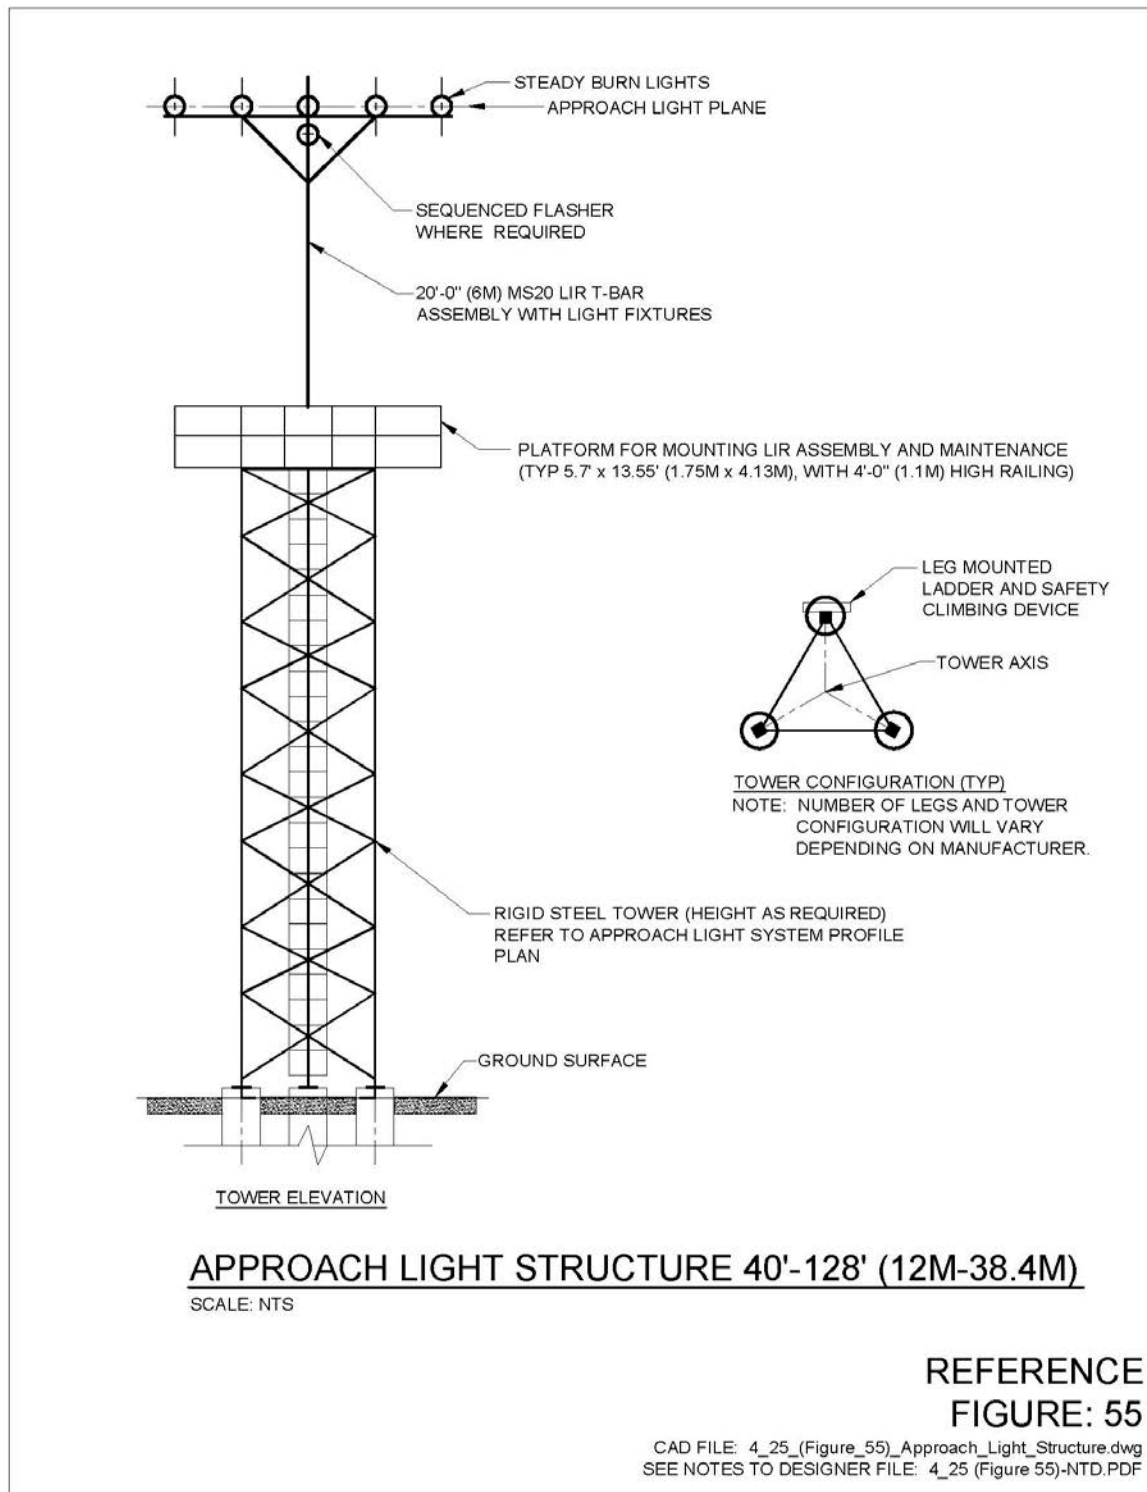 STEADY BURN LIGHTS
APPROACH LIGHT PLANE
SEQUENCED FLASHER
WHERE REQUIRED
20'-0" (6M) MS20 LIR T-BAR
ASSEMBLY WITH LIGHT FIXTURES
PLATFORM FOR MOUNTING LIR ASSEMBLY AND MAINTENANCE
(TYP 5.7' x 13.55' (1.75M x 4.13M), WITH 4'-0" (1.1M) HIGH RAILING)
LEG MOUNTED
LADDER AND SAFETY
CLIMBING DEVICE
TOWER AXIS
TOWER CONFIGURATION (TYP)
NOTE: NUMBER OF LEGS AND TOWER
CONFIGURATION WILL VARY
DEPENDING ON MANUFACTURER.
RIGID STEEL TOWER (HEIGHT AS REQUIRED)
REFER TO APPROACH LIGHT SYSTEM PROFILE
PLAN
GROUND SURFACE
TOWER ELEVATION
APPROACH LIGHT STRUCTURE 40'-128' (12M-38.4M)
SCALE: NTS
REFERENCE
FIGURE: 55
CAD FILE: 4_25_(Figure_55)_Approach_Light_Structure.dwg
SEE NOTES TO DESIGNER FILE: 4_25 (Figure 55)-NTD.PDF